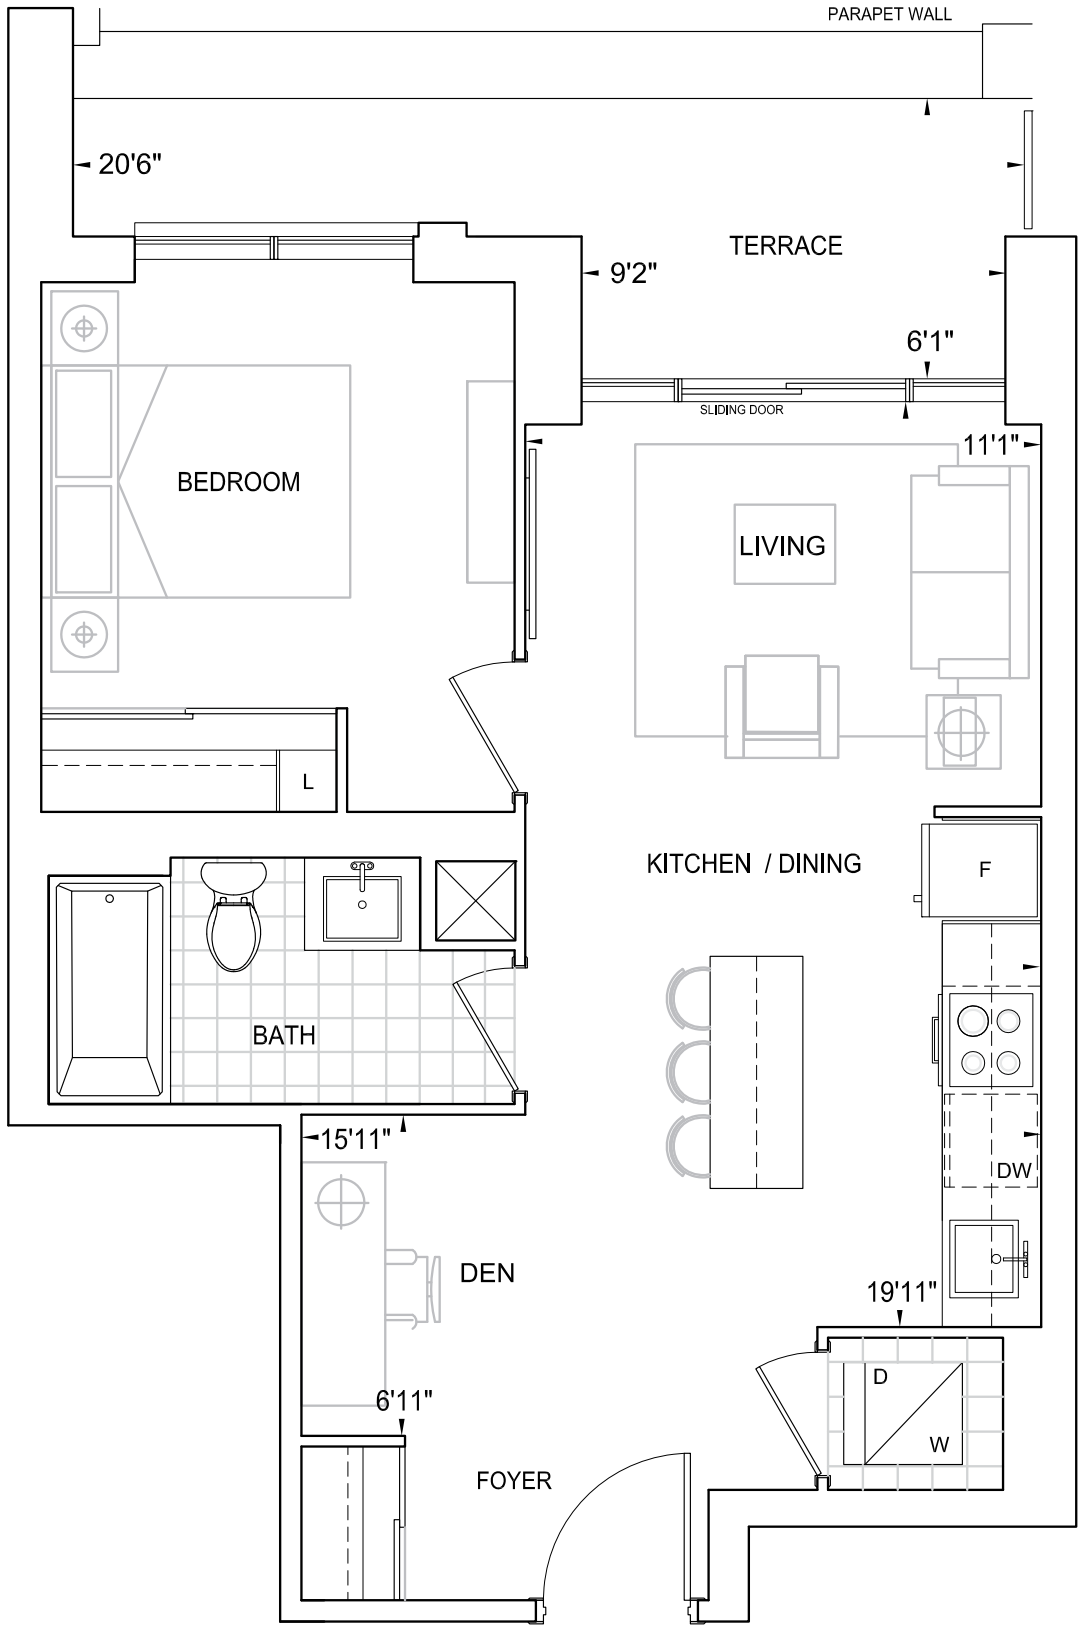 PARAPET WALL
20'6"
TERRACE
9'2"
6'1"
SLIDING DOOR
11'1"
BEDROOM
LIVING
L
KITCHEN / DINING
F
BATH
15'11"
DW
DEN
19'11"
6'11"
D
W
FOYER